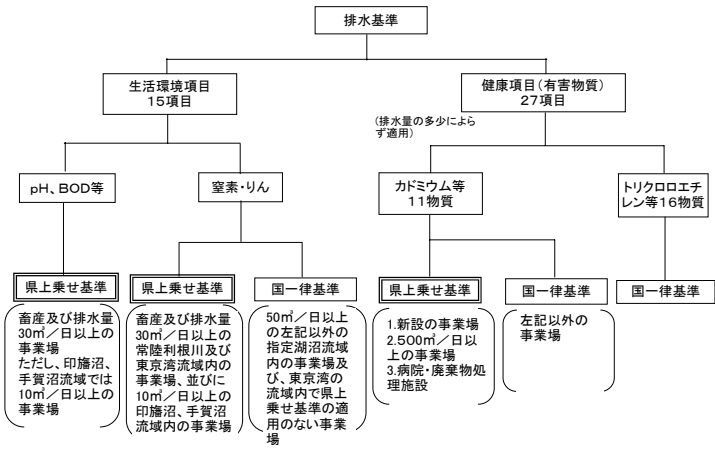 排水基準
生活環境項目
15項目
健康項目(有害物質)
27項目
(排水量の多少によら
ず適用)
pH、BOD等
窒素・りん
カドミウム等
11物質
トリクロロエチ
レン等16物質
県上乗せ基準
県上乗せ基準
国一律基準
県上乗せ基準
国一律基準
国一律基準
畜産及び排水量
30㎥/日以上の
事業場
ただし、印旛沼、
手賀沼流域では
10㎥/日以上の
事業場
畜産及び排水量
30㎥/日以上の
常陸利根川及び
東京湾流域内の
事業場、並びに
10㎥/日以上の
印旛沼、手賀沼
流域内の事業場
50㎥/日以上
の左記以外の
指定湖沼流域
内の事業場及
び、東京湾の
流域内で県上
乗せ基準の適
用のない事業
場
1.新設の事業場
2.500㎥/日以
上の事業場
3.病院・廃棄物処
理施設
左記以外の
事業場